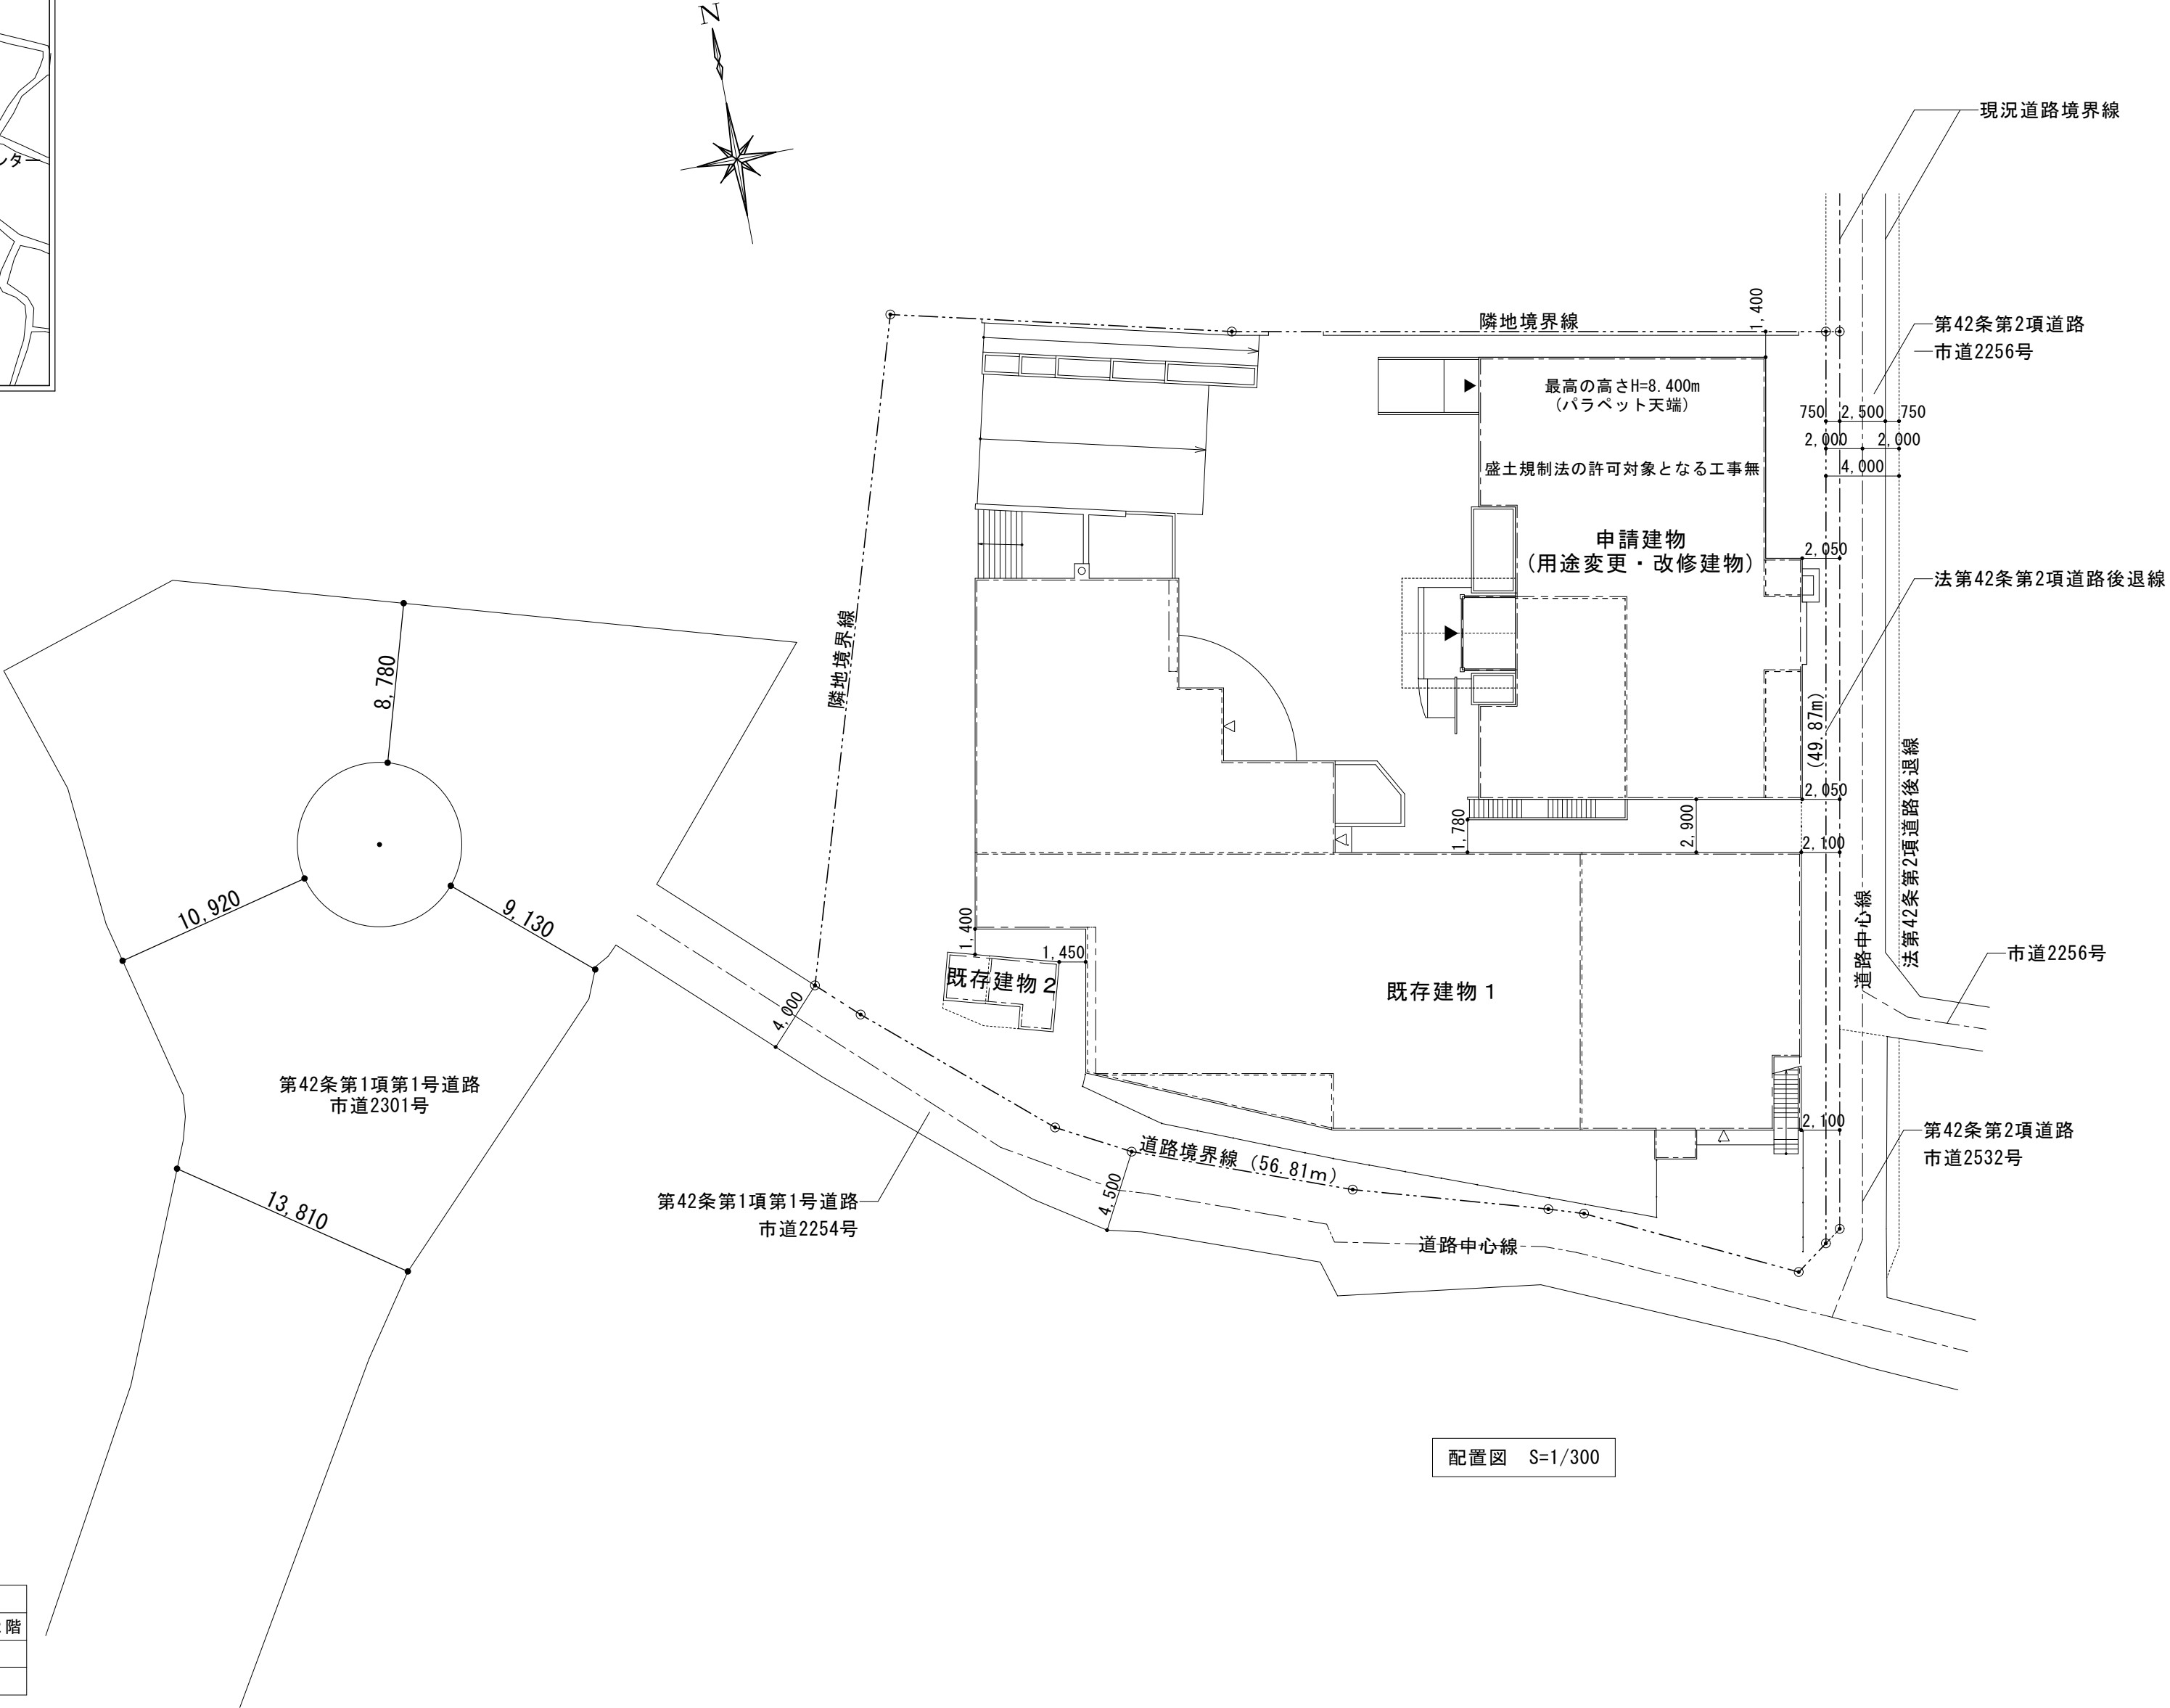 N
ンター
現況道路境界線
1,400
隣地境界線
第42条第2項道路
市道2256号
最高の高さH=8.400m
(パラペット天端)
750
2,500
750
2,000
2,000
4,000
盛土規制法の許可対象となる工事無
申請建物
(用途変更・改修建物)
2,050
法第42条第2項道路後退線
隣地境界線
8,780
(49.87m)
法第42条第2項道路後退線
2,050
1,780
2,900
2,100
道路中心線
10,920
9,130
1,400
1,450
既存建物2
既存建物1
市道2256号
4,000
第42条第1項第1号道路
市道2301号
2,100
第42条第2項道路
市道2532号
道路境界線(56.81m)
4,500
13,810
第42条第1項第1号道路
市道2254号
道路中心線
配置図 S=1/300
階